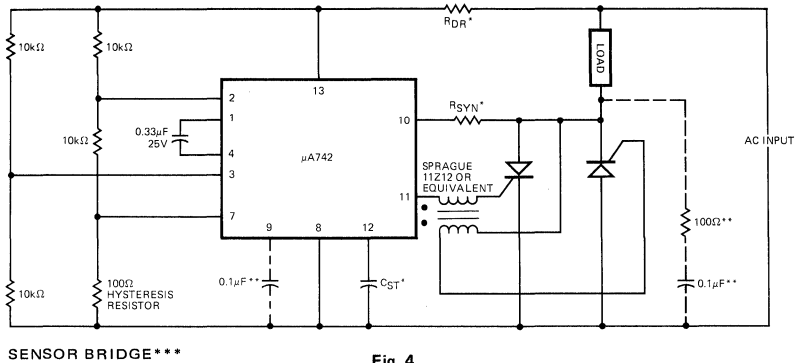 R_DR*
10kΩ
10kΩ
LOAD
13
2
R_SYN*
1
10
0.33μF
25V
10kΩ
AC INPUT
μA742
4
SPRAGUE
11Z12 OR
EQUIVALENT
3
11
7
9
8
12
100Ω**
10kΩ
100Ω
HYSTERESIS
RESISTOR
0.1μF**
C_ST*
0.1μF**
SENSOR BRIDGE***
Fig. 4